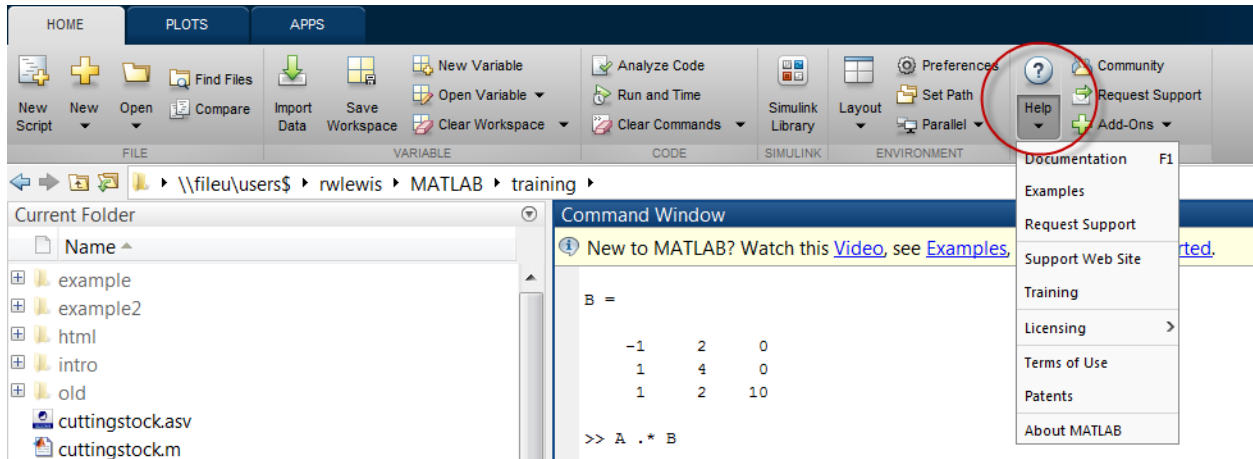 HOME PLOTS APPS
New Script
New
Open
Find Files
Compare
FILE
Import Data
Save Workspace
New Variable
Open Variable
Clear Workspace
VARIABLE
Analyze Code
Run and Time
Clear Commands
CODE
Simulink Library
SIMULINK
Layout
Preferences
Set Path
Parallel
ENVIRONMENT
? Help
Community
Request Support
Add-Ons
Documentation F1
Examples
Request Support
Support Web Site
Training
Licensing
Terms of Use
Patents
About MATLAB
\\fileu\users$ rwlewis MATLAB training
Current Folder
Name
example
example2
html
intro
old
cuttingstock.asv
cuttingstock.m
Command Window
New to MATLAB? Watch this Video, see Examples, rted.
B =
-1 2 0
1 4 0
1 2 10
>> A .* B